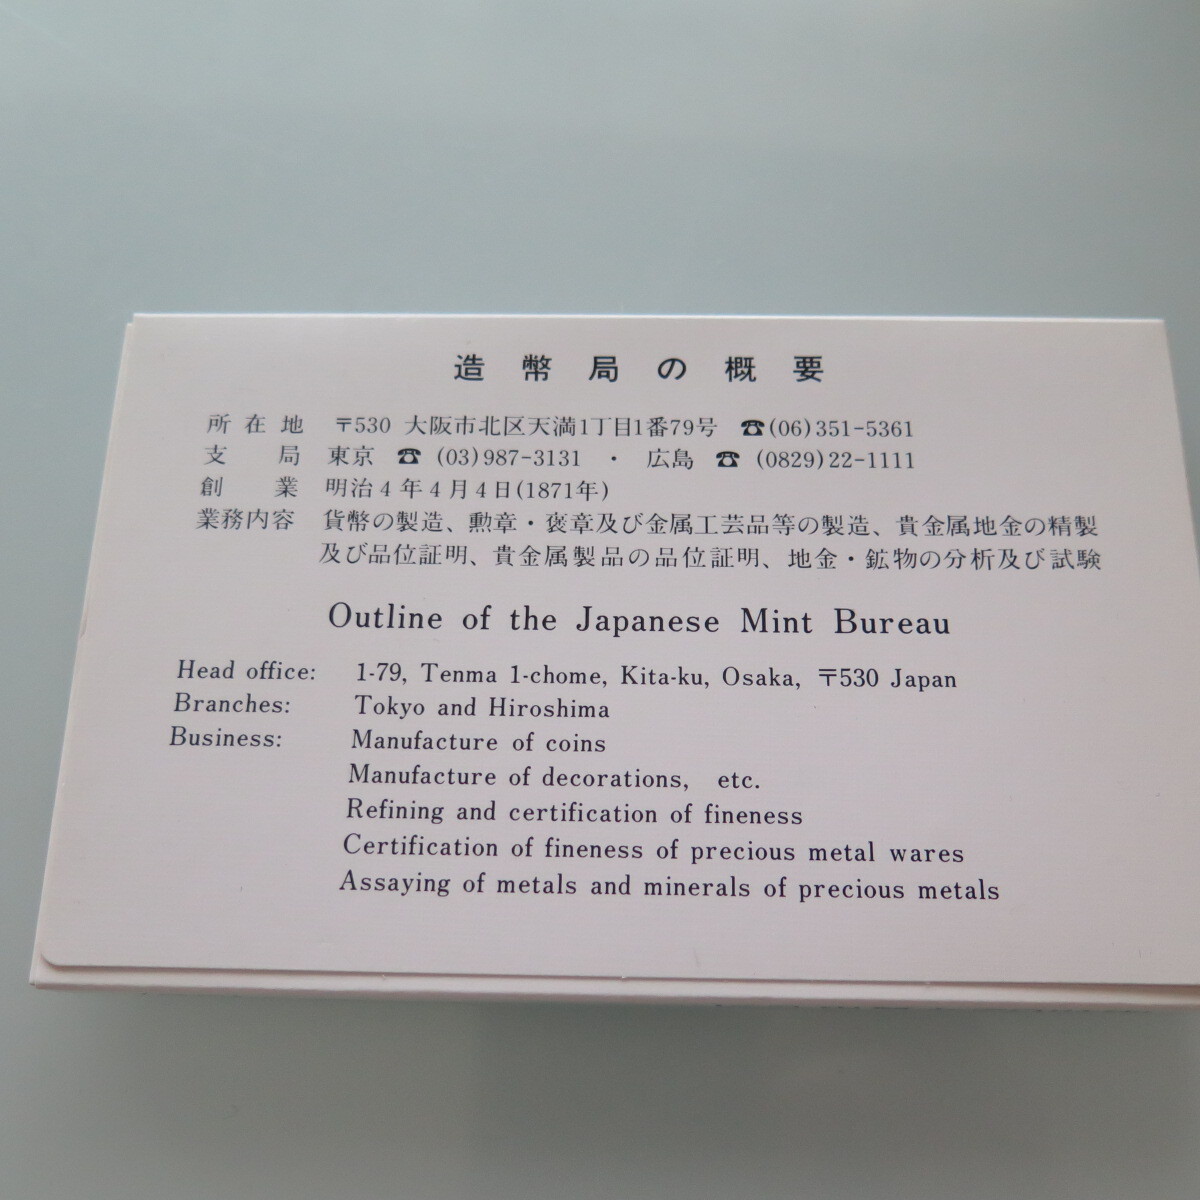 造幣局の概要
所在地 〒530 大阪市北区天満1丁目1番79号 ☎(06)351-5361
支局 東京 ☎ (03)987-3131 ・ 広島 ☎ (0829)22-1111
創業 明治4年4月4日(1871年)
業務内容 貨幣の製造、勲章・褒章及び金属工芸品等の製造、貴金属地金の精製
及び品位証明、貴金属製品の品位証明、地金・鉱物の分析及び試験
Outline of the Japanese Mint Bureau
Head office: 1-79, Tenma 1-chome, Kita-ku, Osaka, 〒530 Japan
Branches: Tokyo and Hiroshima
Business: Manufacture of coins
Manufacture of decorations, etc.
Refining and certification of fineness
Certification of fineness of precious metal wares
Assaying of metals and minerals of precious metals